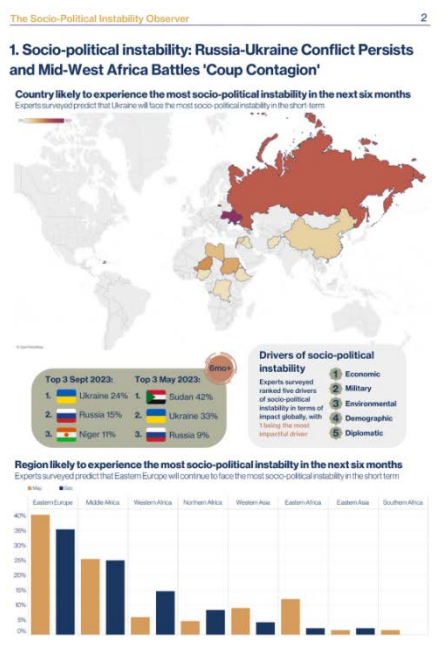 The Socio-Political Instability Observer
2
1. Socio-political instability: Russia-Ukraine Conflict Persists
and Mid-West Africa Battles 'Coup Contagion'
Country likely to experience the most socio-political instability in the next six months
Experts surveyed predict that Ukraine will face the most socio-political instability in the short-term
6mo+
Top 3 Sept 2023:
1. Ukraine 24%
2. Russia 15%
3. Niger 11%
Top 3 May 2023:
1. Sudan 42%
2. Ukraine 33%
3. Russia 9%
Drivers of socio-political
instability
Experts surveyed
ranked five drivers
of socio-political
instability in terms of
impact globally, with
1 being the most
impactful driver
1 Economic
2 Military
3 Environmental
4 Demographic
5 Diplomatic
Region likely to experience the most socio-political instabilty in the next six months
Experts surveyed predict that Eastern Europe will continue to face the most socio-political instability in the short term
May
Eastern Europe
Middle Africa
Western Africa
Northern Africa
Western Asia
Eastern Africa
Eastern Asia
Southern Africa
40%
35%
30%
25%
20%
15%
10%
5%
0%